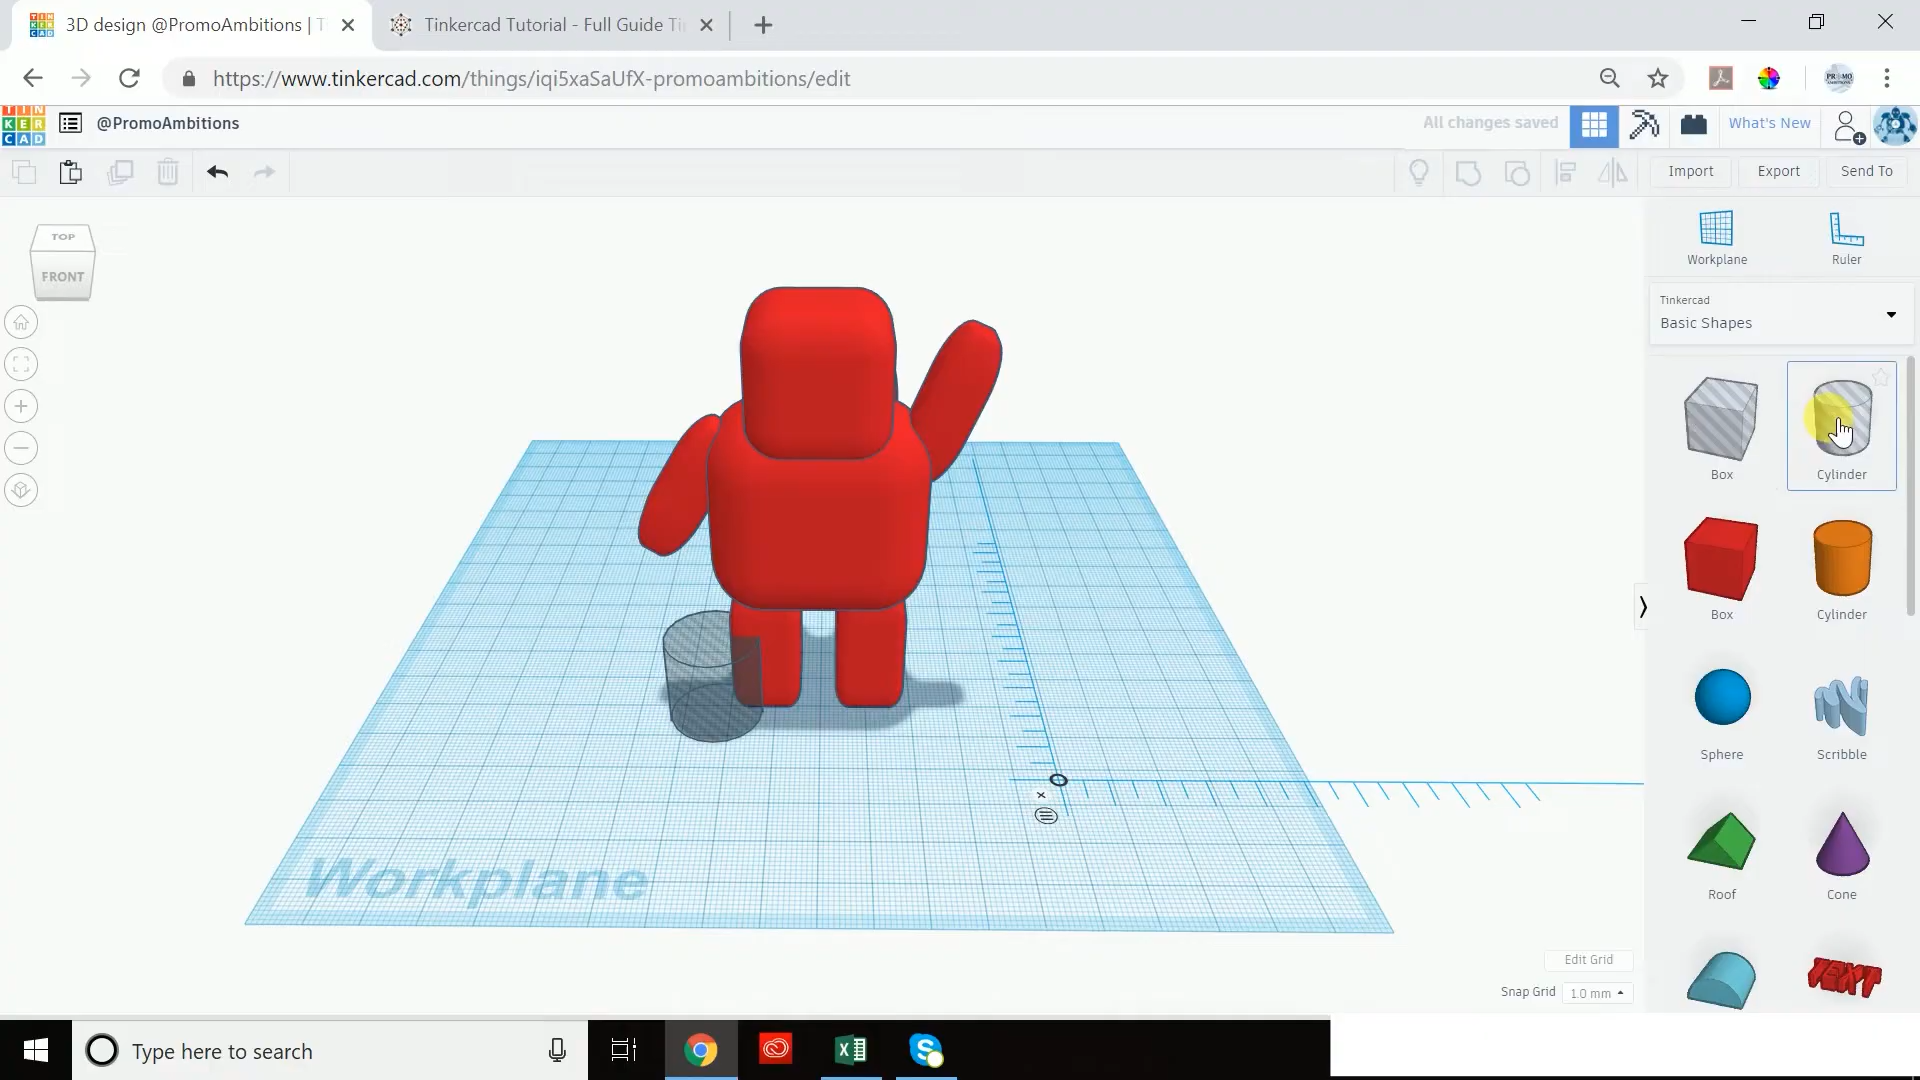 3D design @PromoAmbitions | T
Tinkercad Tutorial - Full Guide Ti
https://www.tinkercad.com/things/iqi5xaSaUfX-promoambitions/edit
TIN
KER
CAD
@PromoAmbitions
All changes saved
What's New
Import
Export
Send To
TOP
FRONT
Workplane
Ruler
Tinkercad
Basic Shapes
Box
Cylinder
Box
Cylinder
Sphere
Scribble
Roof
Cone
TEXT
Workplane
Edit Grid
Snap Grid
1.0 mm
Type here to search